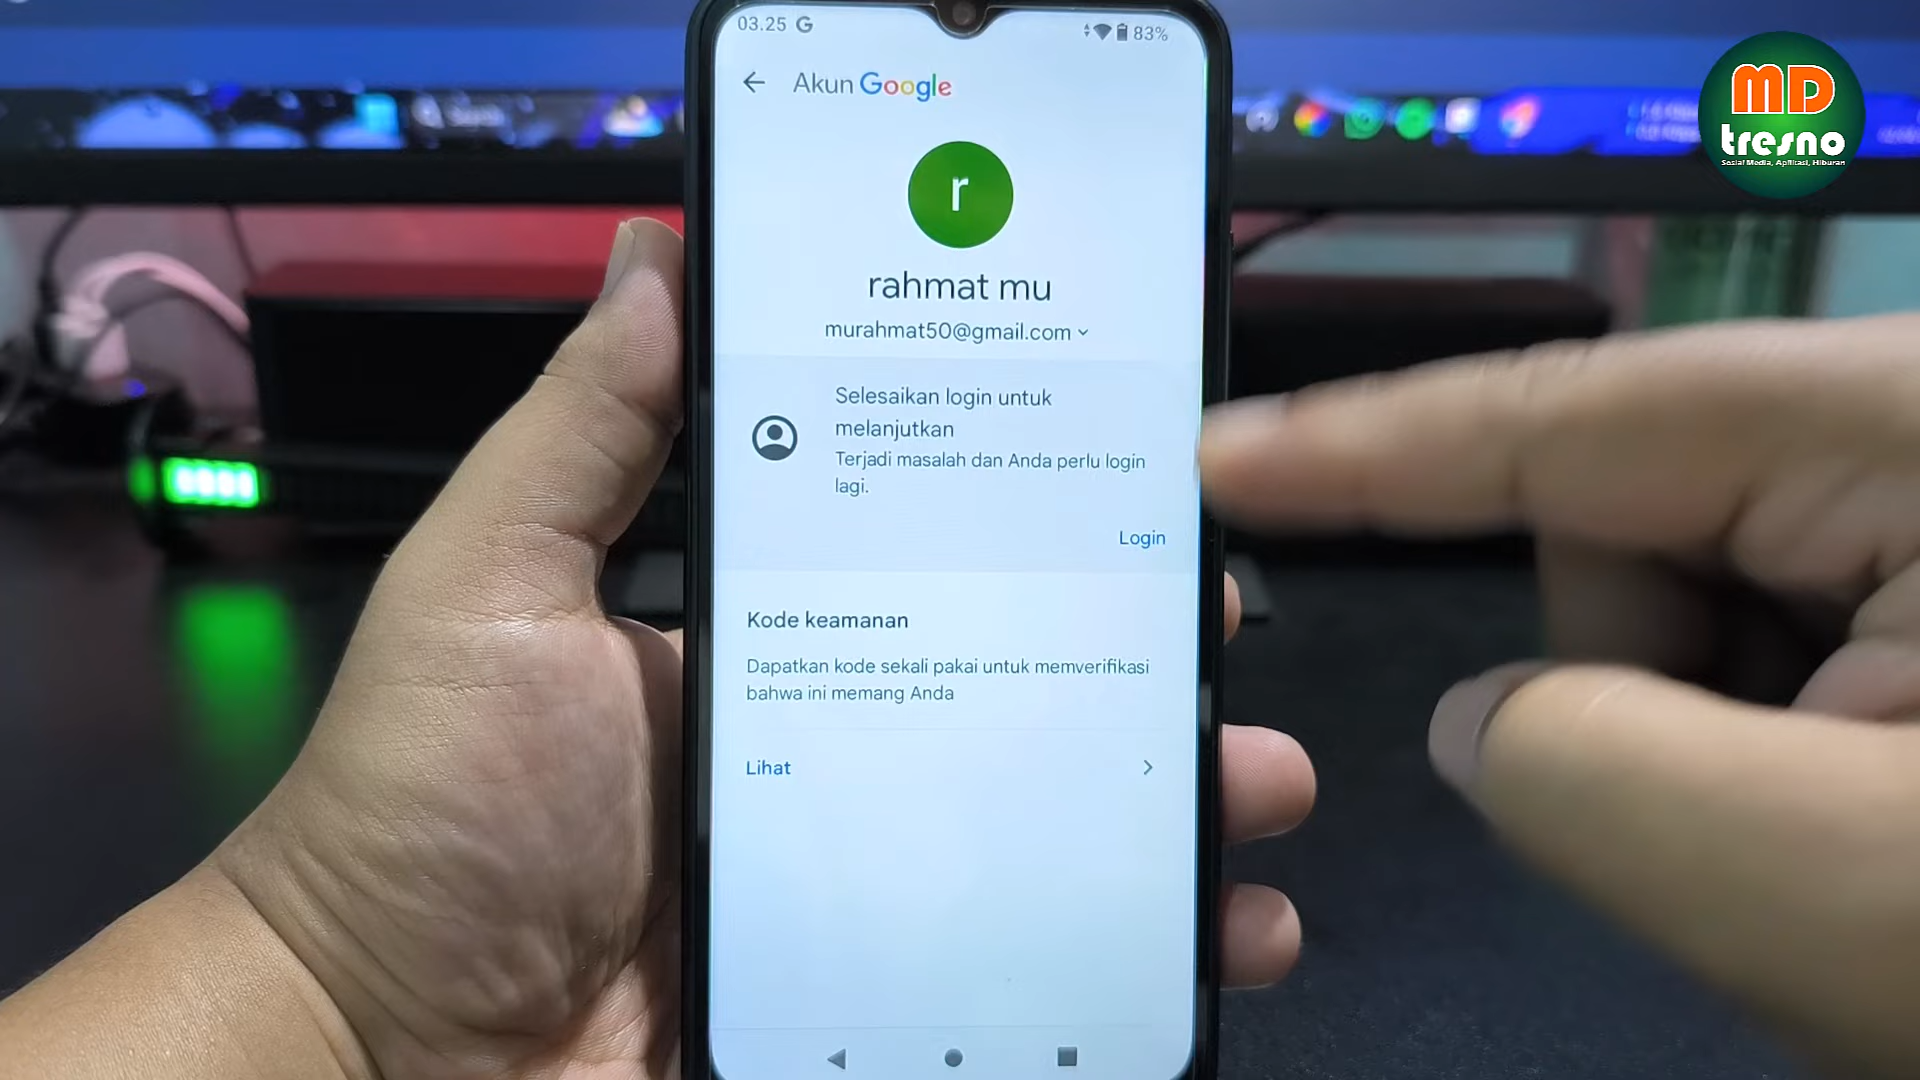 03.25 G
83%
Akun Google
r
rahmat mu
murahmat50@gmail.com
Selesaikan login untuk
melanjutkan
Terjadi masalah dan Anda perlu login
lagi.
Login
Kode keamanan
Dapatkan kode sekali pakai untuk memverifikasi
bahwa ini memang Anda
Lihat
MD
tresno
Sosial Media, Aplikasi, Hiburan